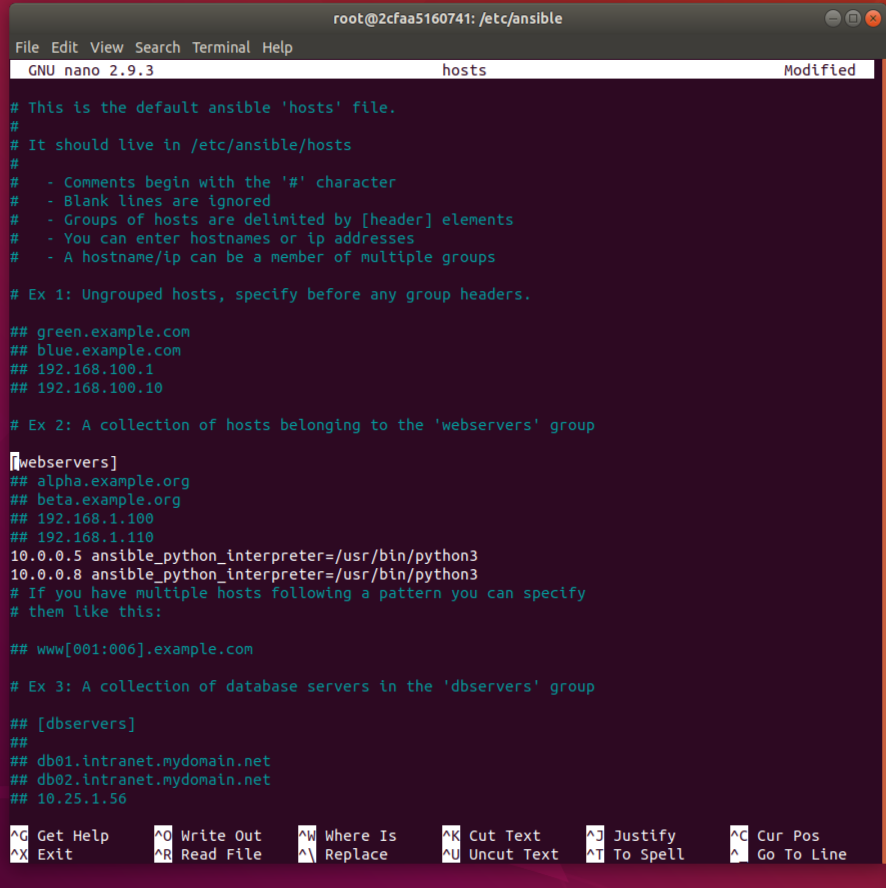 root@2cfaa5160741: /etc/ansible
File Edit View Search Terminal Help
GNU nano 2.9.3 hosts Modified
# This is the default ansible 'hosts' file.
#
# It should live in /etc/ansible/hosts
#
#   - Comments begin with the '#' character
#   - Blank lines are ignored
#   - Groups of hosts are delimited by [header] elements
#   - You can enter hostnames or ip addresses
#   - A hostname/ip can be a member of multiple groups
# Ex 1: Ungrouped hosts, specify before any group headers.
## green.example.com
## blue.example.com
## 192.168.100.1
## 192.168.100.10
# Ex 2: A collection of hosts belonging to the 'webservers' group
[webservers]
## alpha.example.org
## beta.example.org
## 192.168.1.100
## 192.168.1.110
10.0.0.5 ansible_python_interpreter=/usr/bin/python3
10.0.0.8 ansible_python_interpreter=/usr/bin/python3
# If you have multiple hosts following a pattern you can specify
# them like this:
## www[001:006].example.com
# Ex 3: A collection of database servers in the 'dbservers' group
## [dbservers]
##
## db01.intranet.mydomain.net
## db02.intranet.mydomain.net
## 10.25.1.56
^G Get Help ^O Write Out ^W Where Is ^K Cut Text ^J Justify ^C Cur Pos
^X Exit ^R Read File ^\ Replace ^U Uncut Text ^T To Spell ^_ Go To Line